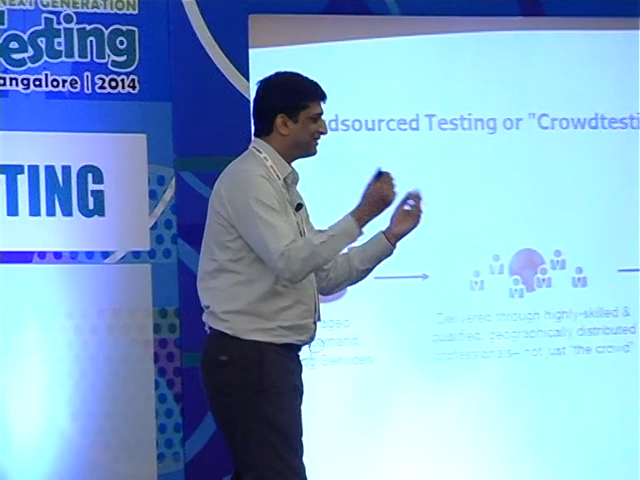 NEXT GENERATION
Testing
angalore | 2014
TING
dsourced Testing or "Crowdtesti
Delivered through highly-skilled &
qualified, geographically distributed
professionals— not just "the crowd"